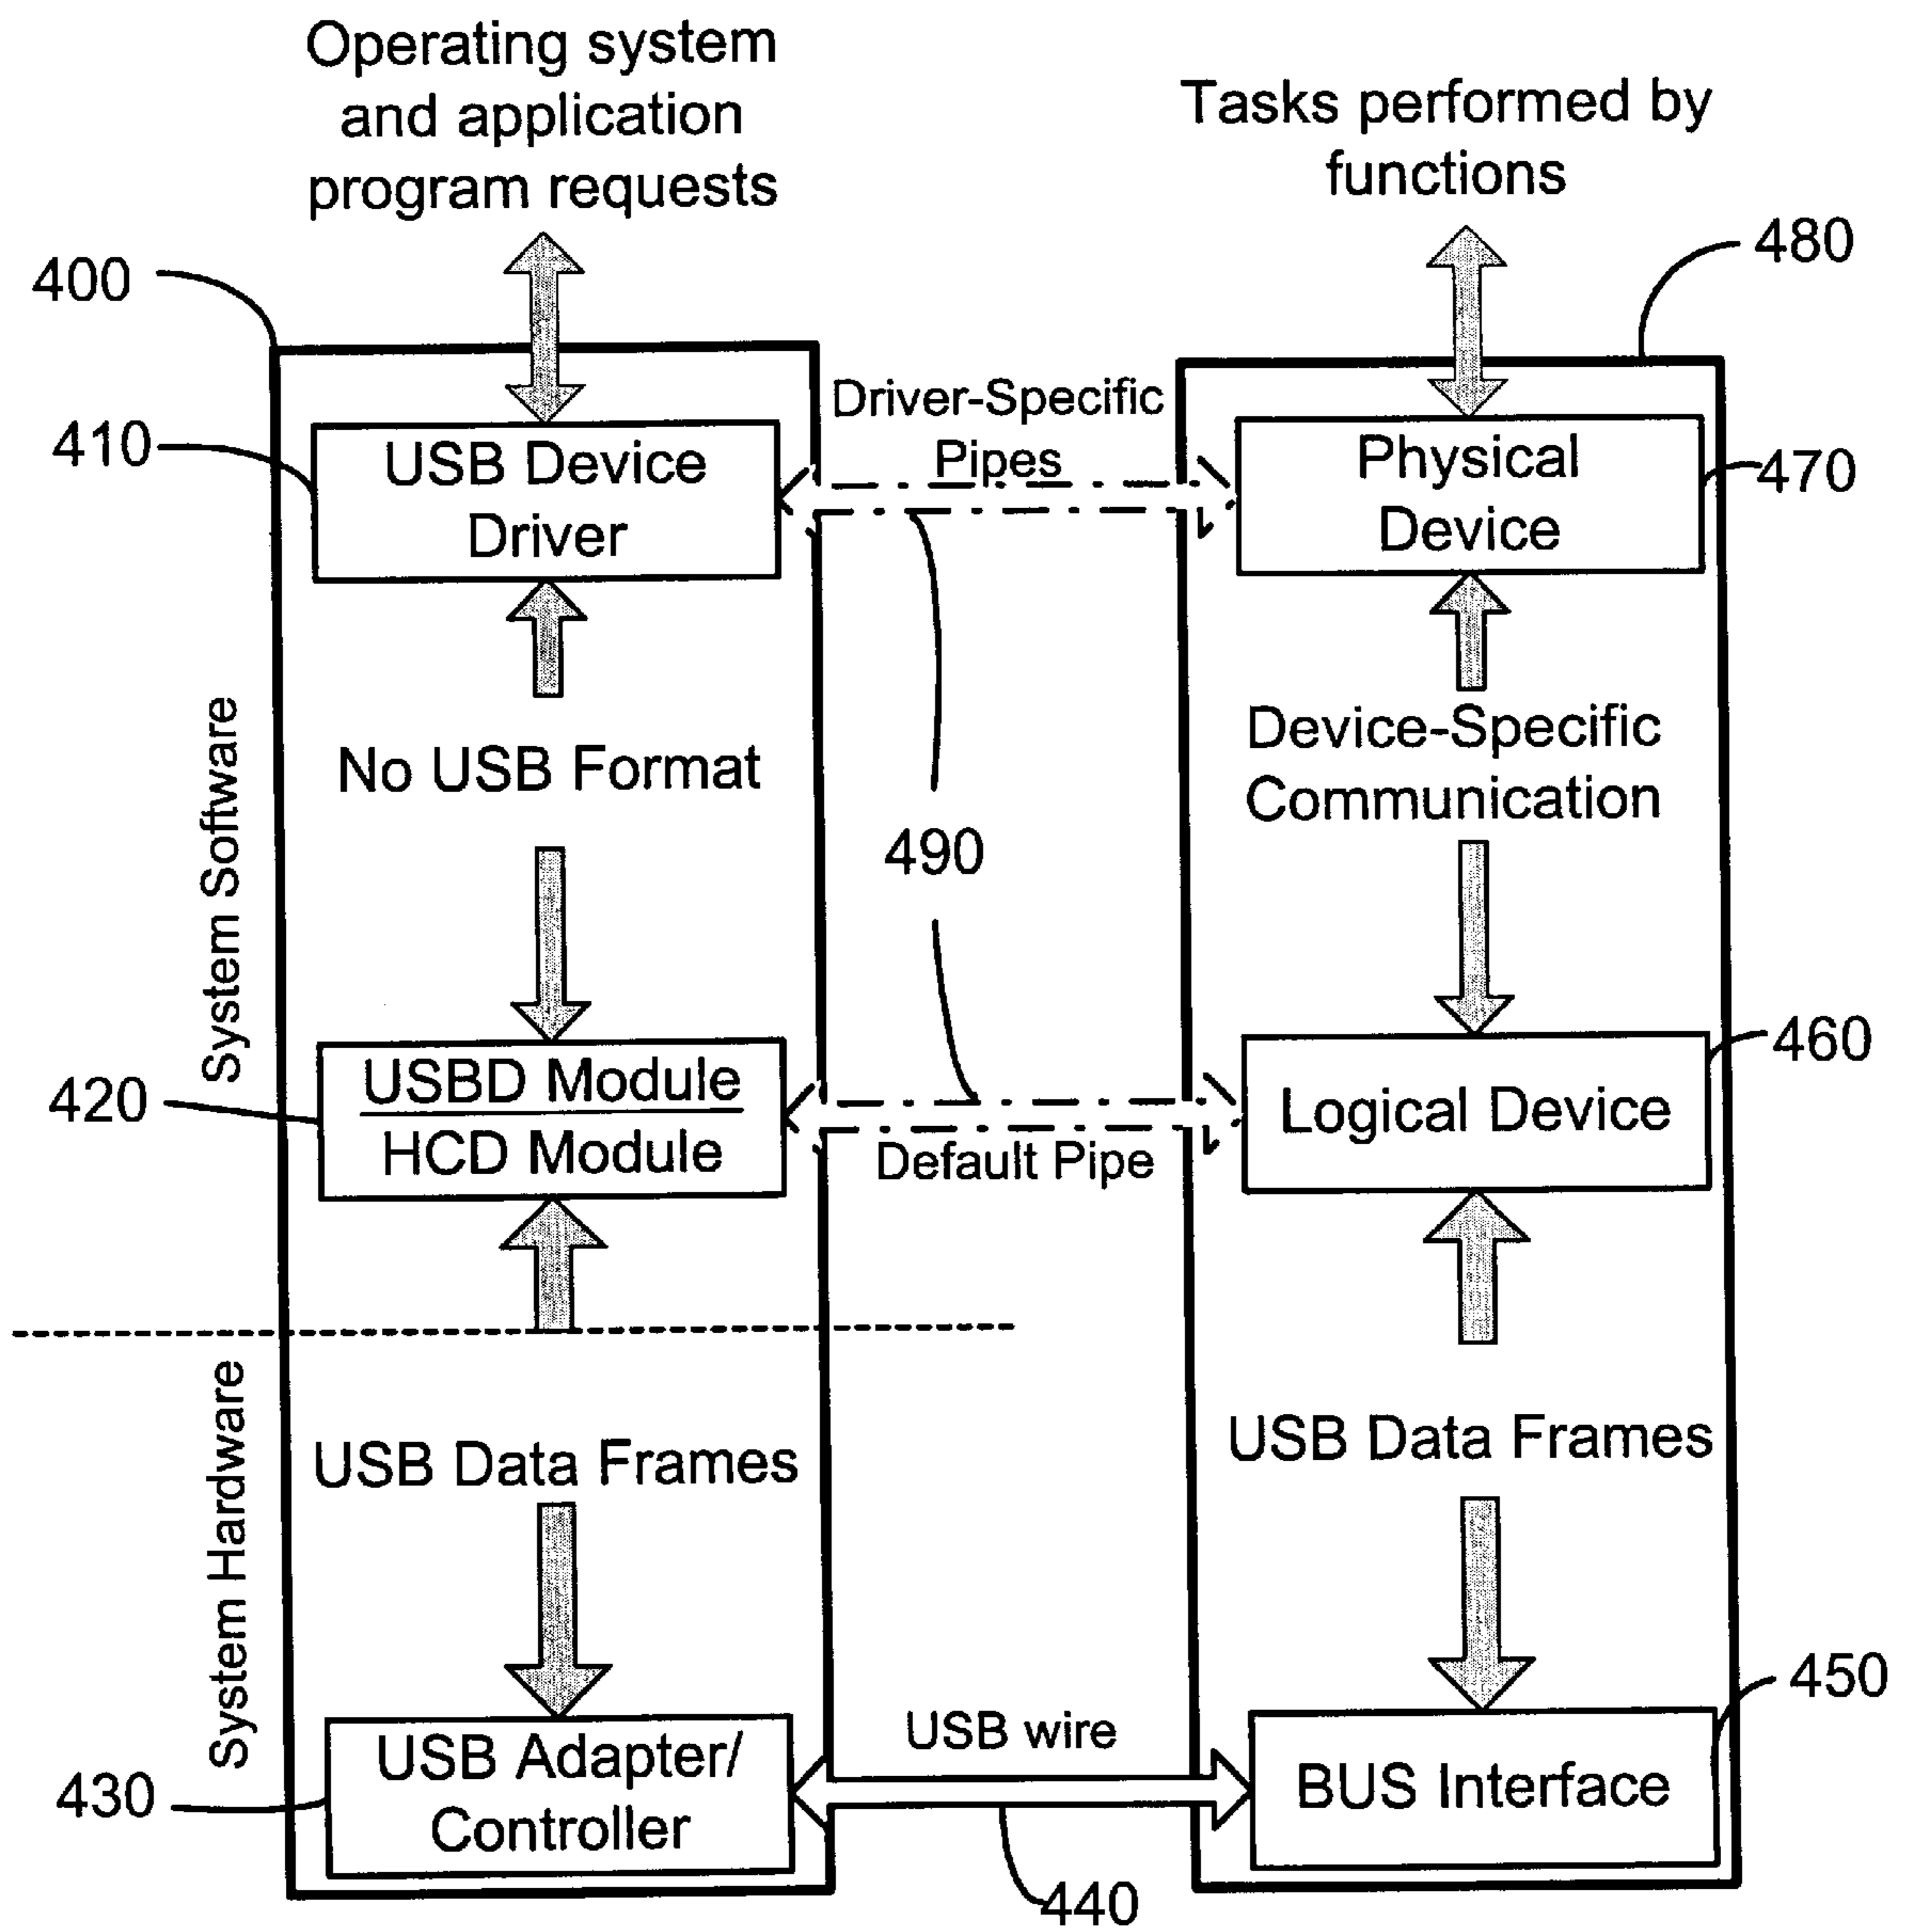 Operating system
and application
program requests
Tasks performed by
functions
400
480
410
USB Device
Driver
Driver-Specific
Pipes
Physical
Device
470
System Software
No USB Format
490
Device-Specific
Communication
420
USBD Module
HCD Module
Default Pipe
Logical Device
460
System Hardware
USB Data Frames
USB Data Frames
430
USB Adapter/
Controller
USB wire
440
BUS Interface
450